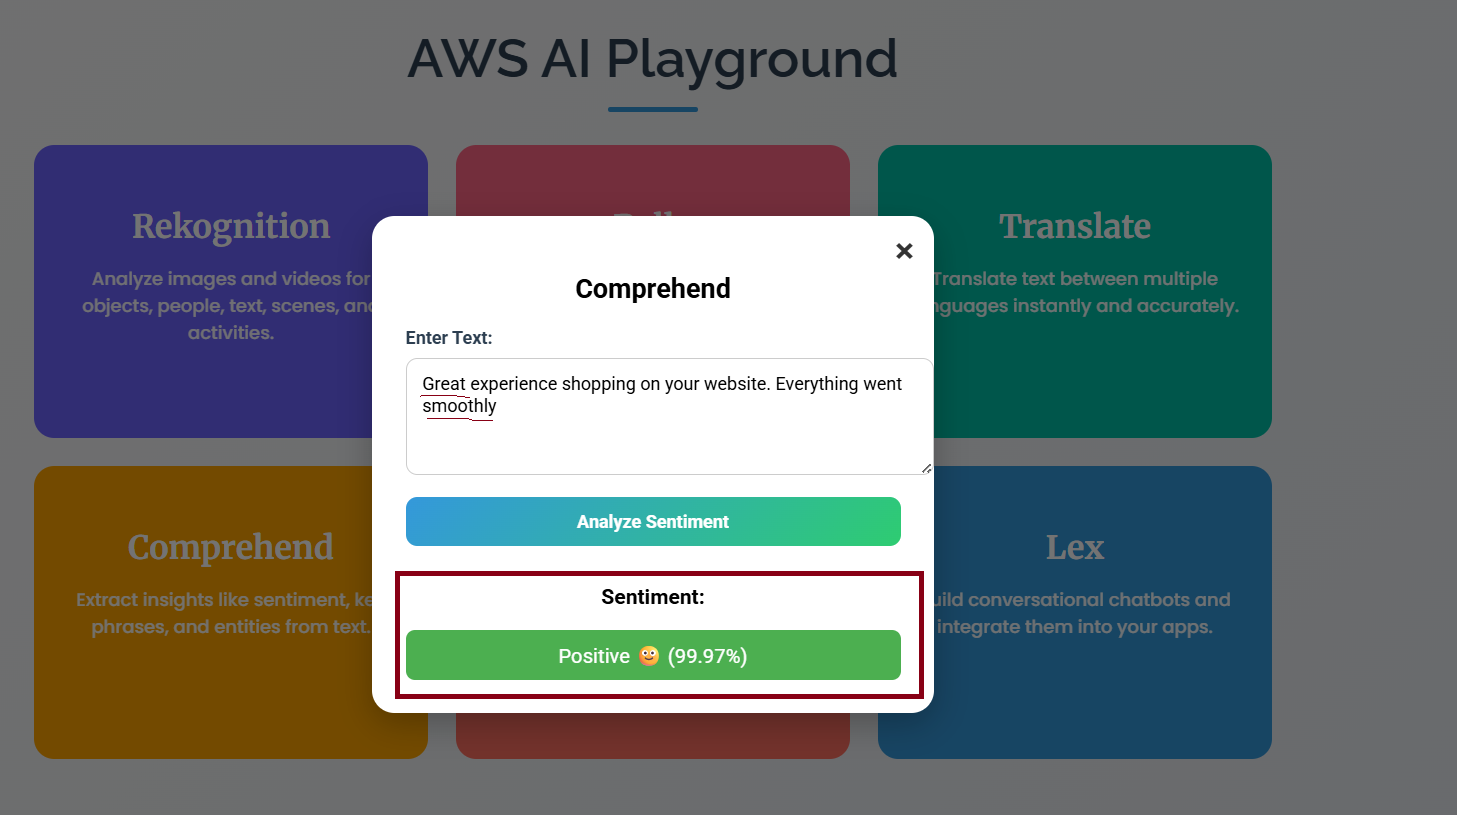 AWS AI Playground
Rekognition
Analyze images and videos for
objects, people, text, scenes, and
activities.
Translate
Translate text between multiple
languages instantly and accurately.
Comprehend
Enter Text:
Great experience shopping on your website. Everything went
smoothly
Analyze Sentiment
Sentiment:
Positive 🙂 (99.97%)
Comprehend
Extract insights like sentiment,
phrases, and entities from text.
Lex
conversational chatbots and
integrate them into your apps.